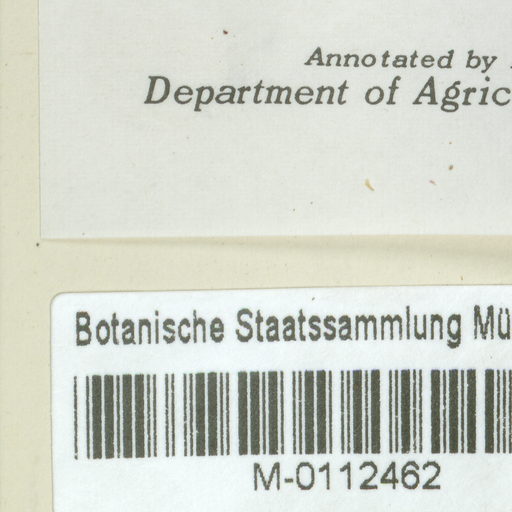 Annotated by
Department of Agric
Botanische Staatssammlung Mü
M-0112462